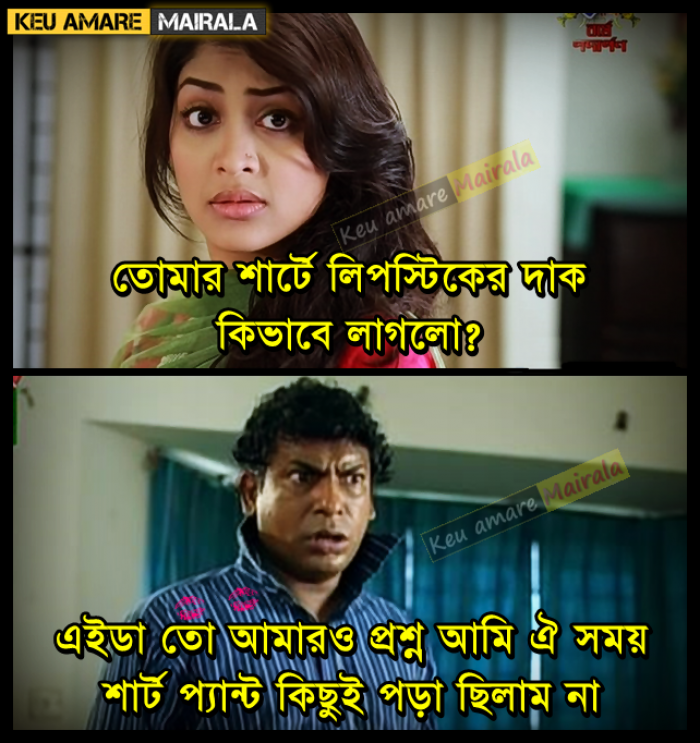 KEU AMARE MAIRALA
Keu amare Mairala
তোমার শার্টে লিপস্টিকের দাক
কিভাবে লাগলো?
Keu amare Mairala
এইডা তো আমারও প্রশ্ন আমি ঐ সময়
শার্ট প্যান্ট কিছুই পড়া ছিলাম না